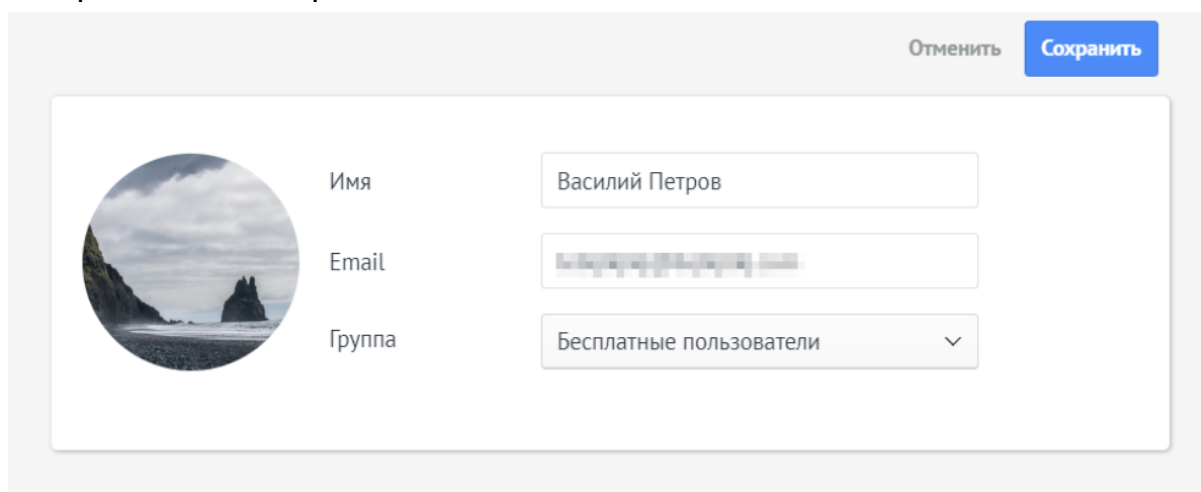 Отменить Сохранить
Имя Василий Петров
Email
Группа Бесплатные пользователи